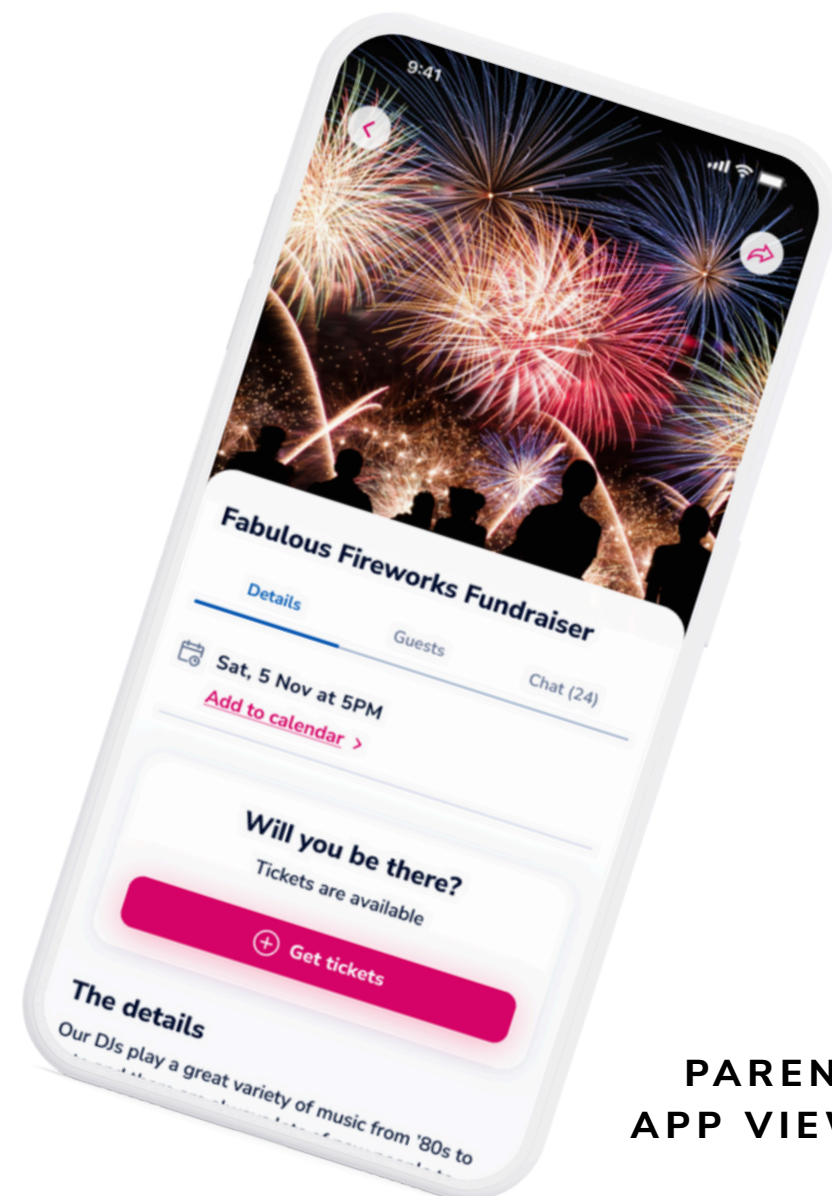 9:41
Fabulous Fireworks Fundraiser
Details
Guests
Chat (24)
Sat, 5 Nov at 5PM
Add to calendar
Will you be there?
Tickets are available
Get tickets
The details
Our DJs play a great variety of music from '80s to
PAREN
APP VIEW